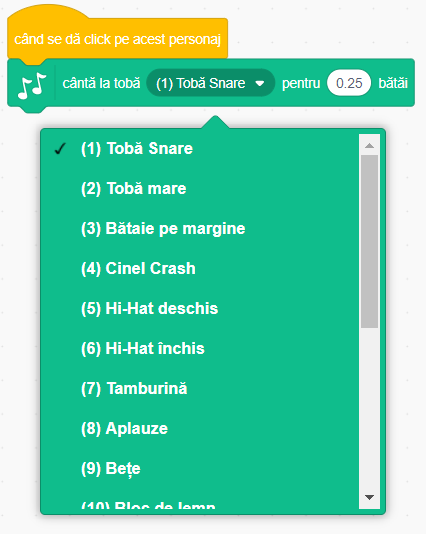 când se dă click pe acest personaj
cântă la tobă (1) Tobă Snare pentru 0.25 bătăi
(1) Tobă Snare
(2) Tobă mare
(3) Bătaie pe margine
(4) Cinel Crash
(5) Hi-Hat deschis
(6) Hi-Hat închis
(7) Tamburină
(8) Aplauze
(9) Bețe
(10) Bloc de lemn